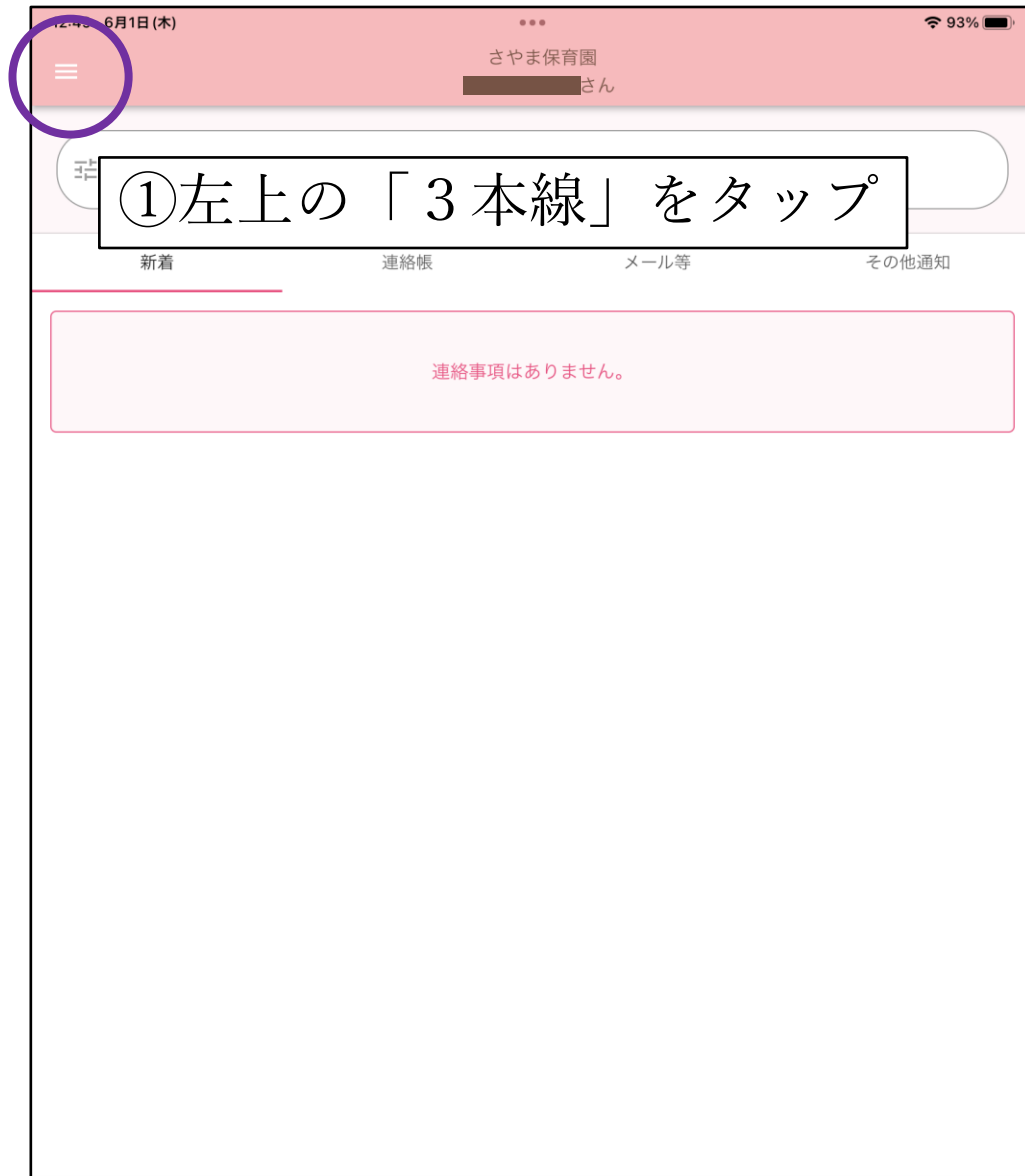 6月1日(木)
93%
さやま保育園
さん
①左上の「３本線」をタップ
新着
連絡帳
メール等
その他通知
連絡事項はありません。